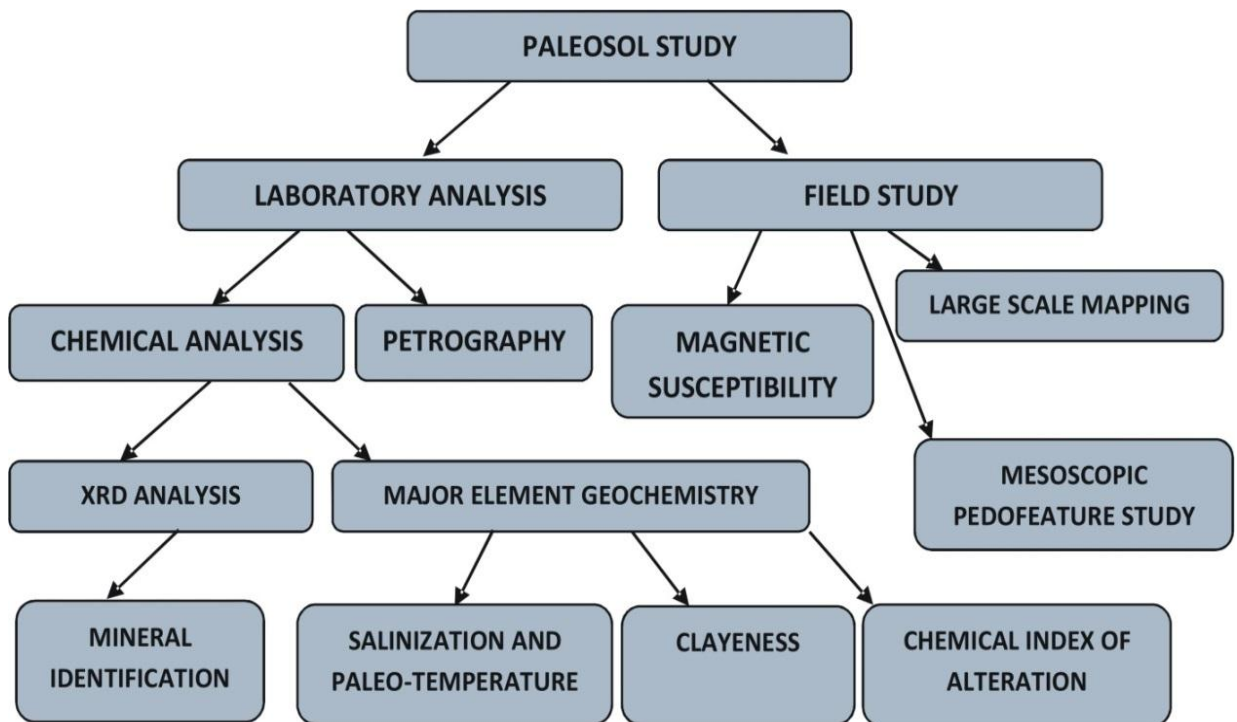 PALEOSOL STUDY
LABORATORY ANALYSIS
FIELD STUDY
CHEMICAL ANALYSIS
PETROGRAPHY
MAGNETIC
SUSCEPTIBILITY
LARGE SCALE MAPPING
XRD ANALYSIS
MAJOR ELEMENT GEOCHEMISTRY
MESOSCOPIC
PEDOFEATURE STUDY
MINERAL
IDENTIFICATION
SALINIZATION AND
PALEO-TEMPERATURE
CLAYENESS
CHEMICAL INDEX OF
ALTERATION